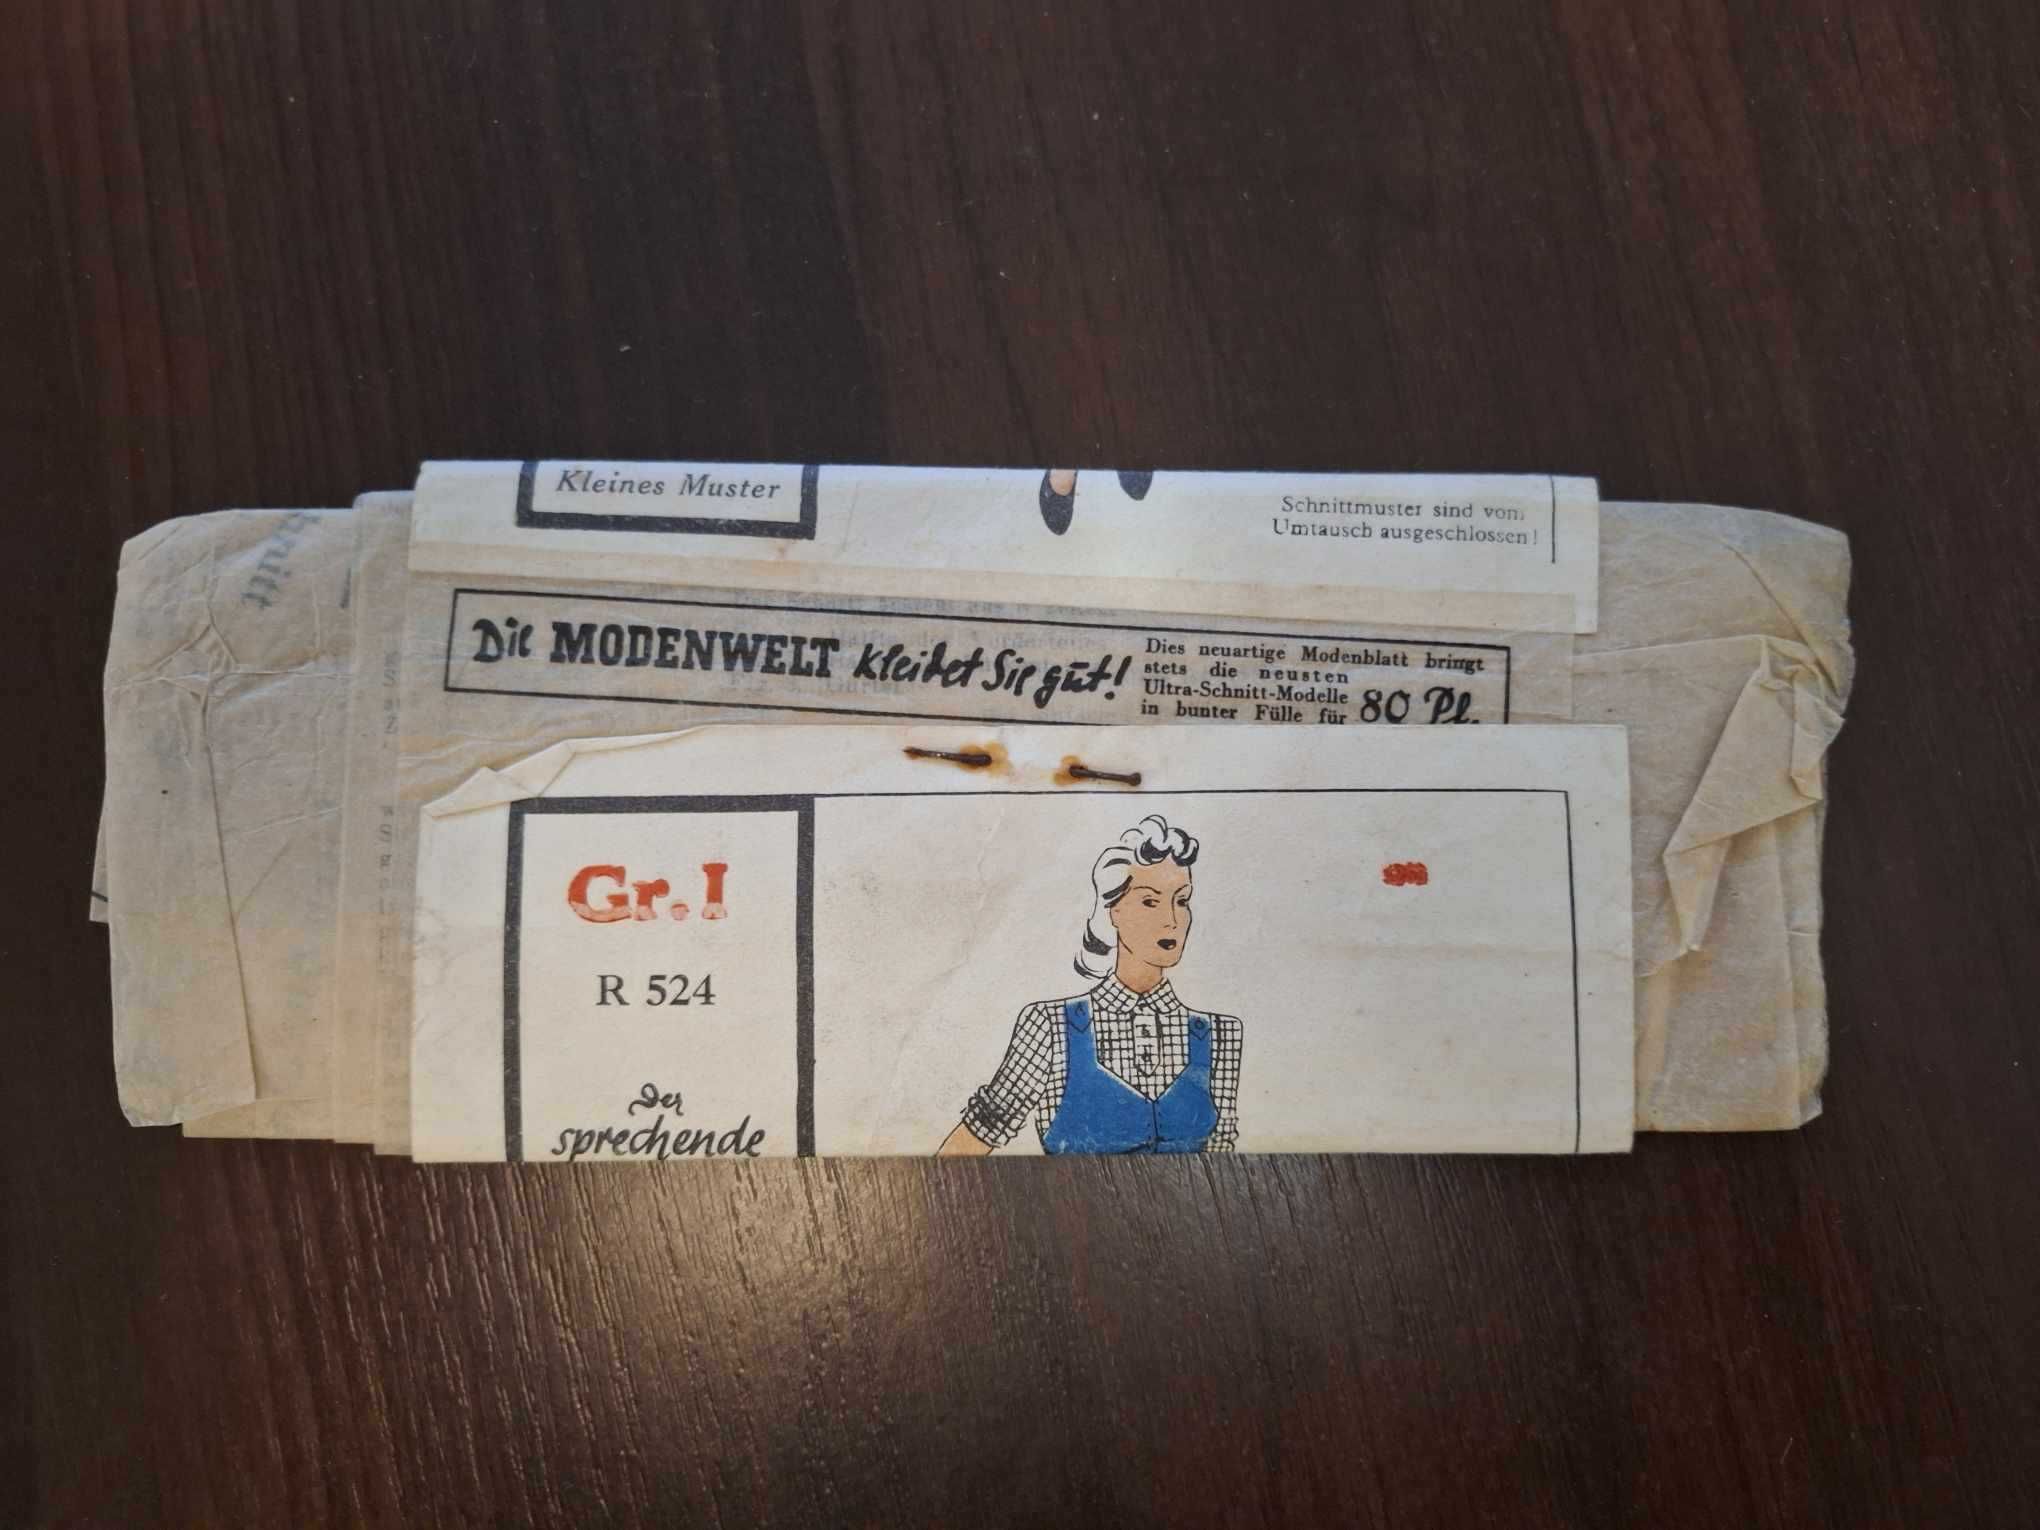 Kleines Muster
Schnittmuster sind vom
Umtausch ausgeschlossen!
Die MODENWELT kleidet Sie gut!
Dies neuartige Modenblatt bringt
stets die neusten
Ultra-Schnitt-Modelle
in bunter Fülle für 80 Pf.
Gr. I
R 524
Der
sprechende